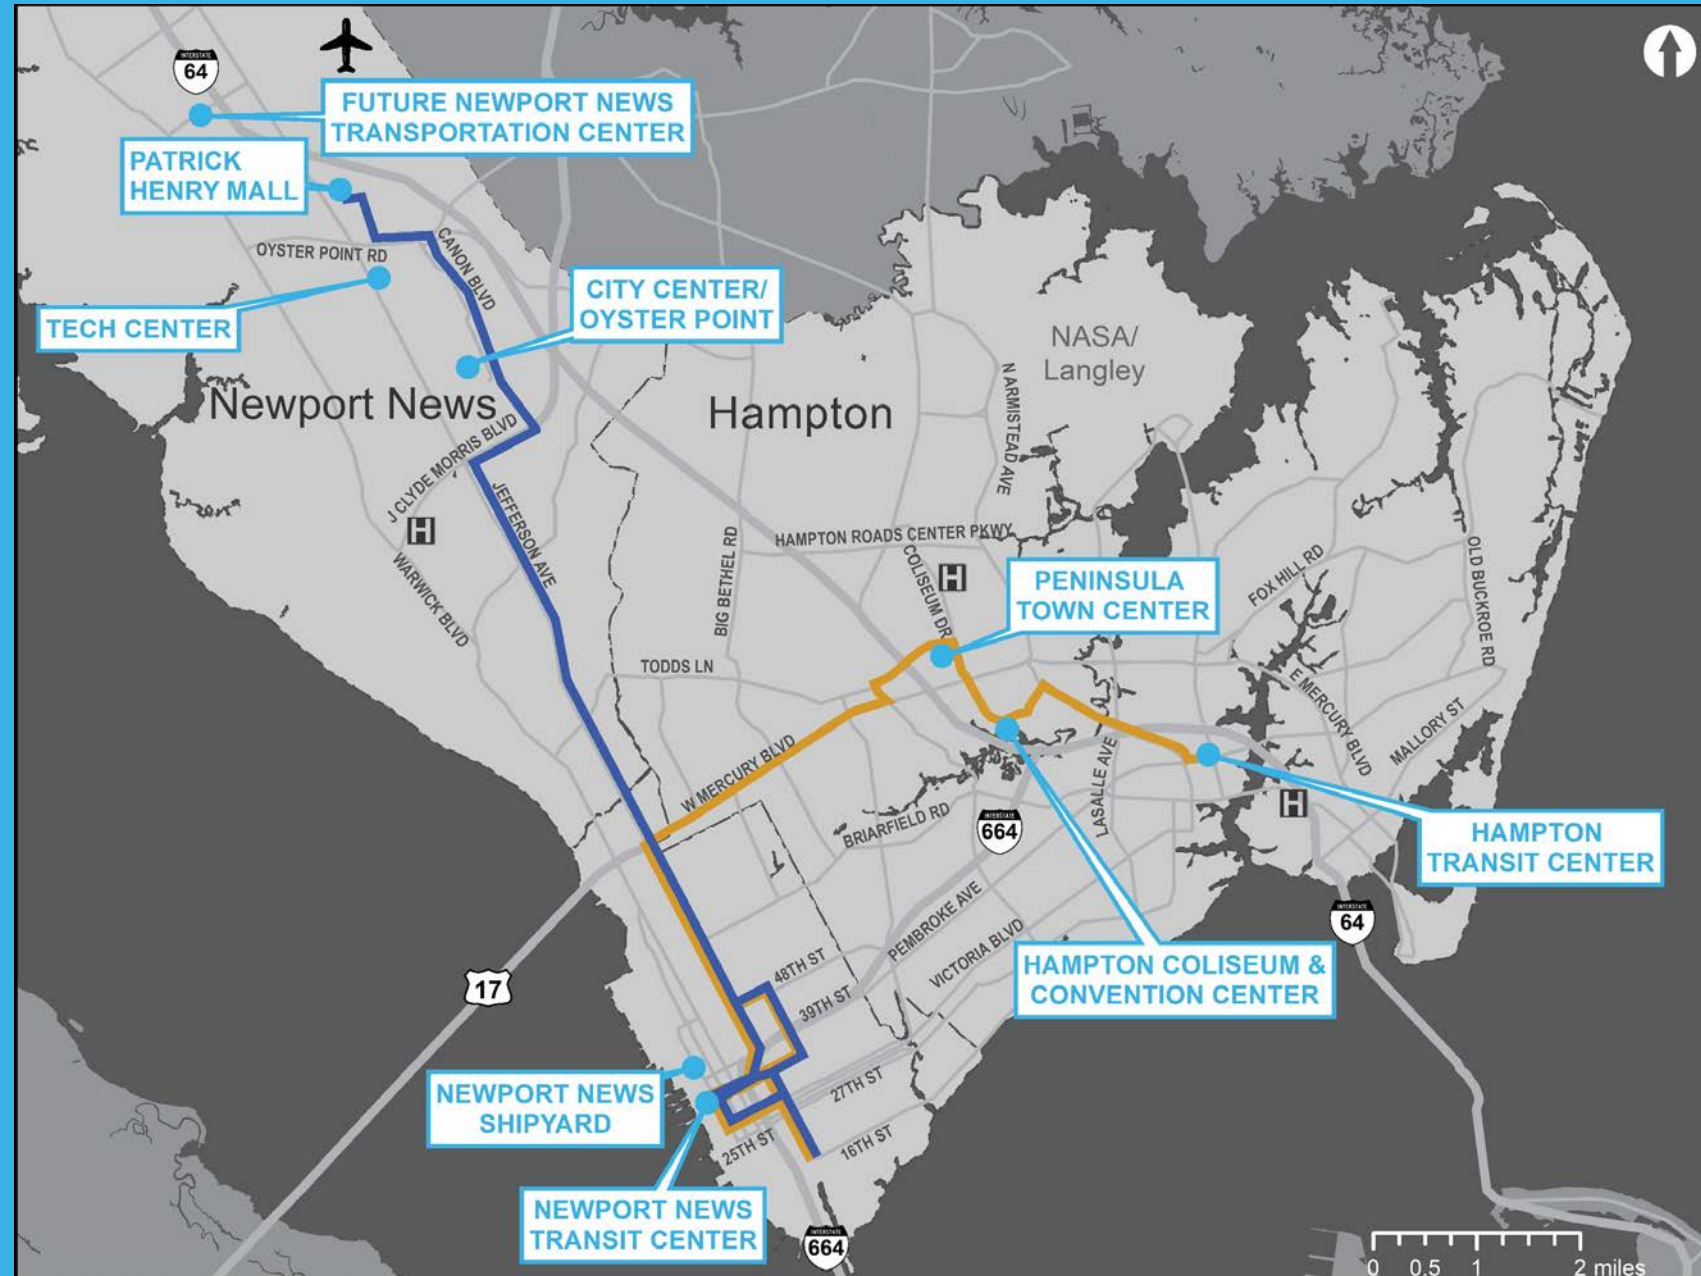 INTERSTATE
64
FUTURE NEWPORT NEWS
TRANSPORTATION CENTER
PATRICK
HENRY MALL
OYSTER POINT RD
CANON BLVD
TECH CENTER
CITY CENTER/
OYSTER POINT
NASA/
Langley
Newport News
Hampton
N ARMISTEAD AVE
J CLYDE MORRIS BLVD
JEFFERSON AVE
H
WARWICK BLVD
BIG BETHEL RD
HAMPTON ROADS CENTER PKWY
COLISEUM DR
H
PENINSULA
TOWN CENTER
FOX HILL RD
OLD BUCKROE RD
TODDS LN
E MERCURY BLVD
MALLORY ST
W MERCURY BLVD
LASALLE AVE
BRIARFIELD RD
INTERSTATE
664
H
HAMPTON
TRANSIT CENTER
PEMBROKE AVE
VICTORIA BLVD
INTERSTATE
64
HAMPTON COLISEUM &
CONVENTION CENTER
17
48TH ST
39TH ST
27TH ST
NEWPORT NEWS
SHIPYARD
25TH ST
16TH ST
NEWPORT NEWS
TRANSIT CENTER
INTERSTATE
664
0 0.5 1 2 miles